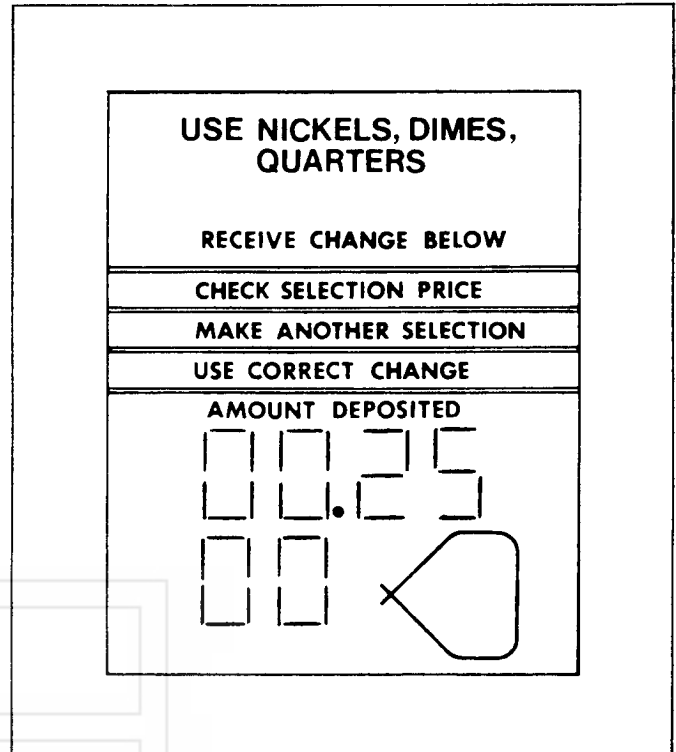 USE NICKELS, DIMES,
QUARTERS
RECEIVE CHANGE BELOW
CHECK SELECTION PRICE
MAKE ANOTHER SELECTION
USE CORRECT CHANGE
AMOUNT DEPOSITED
00.25
00